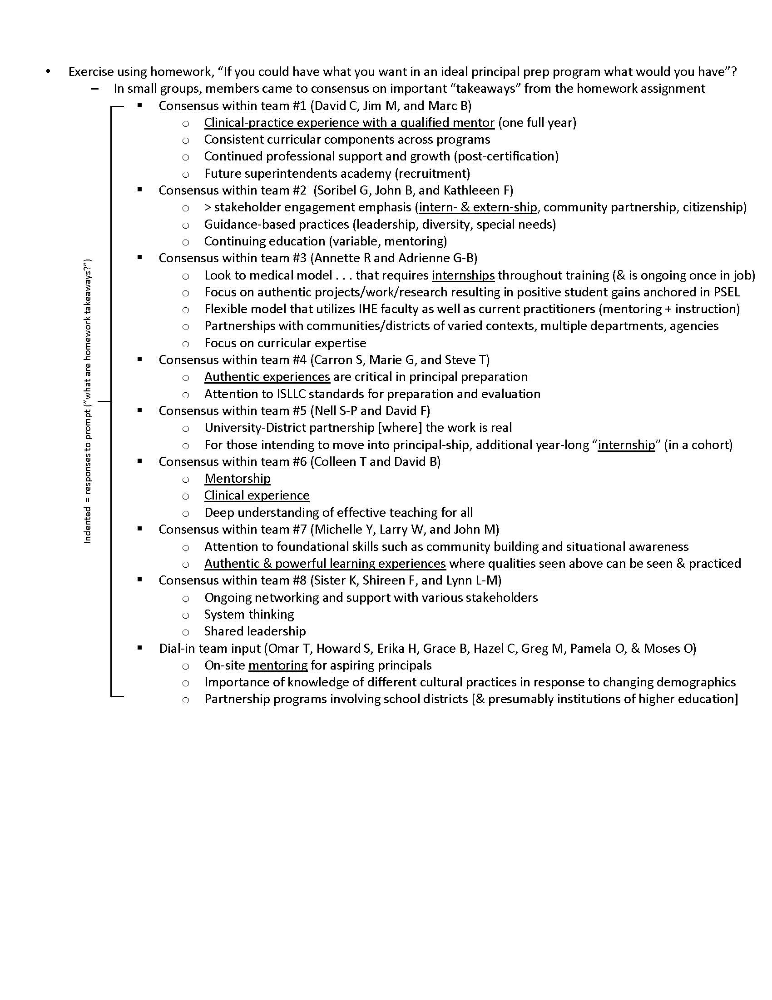 • Exercise using homework, “If you could have what you want in an ideal principal prep program what would you have”?
– In small groups, members came to consensus on important “takeaways” from the homework assignment
▪ Consensus within team #1 (David C, Jim M, and Marc B)
o Clinical-practice experience with a qualified mentor (one full year)
o Consistent curricular components across programs
o Continued professional support and growth (post-certification)
o Future superintendents academy (recruitment)
▪ Consensus within team #2 (Soribel G, John B, and Kathleeen F)
o > stakeholder engagement emphasis (intern- & extern-ship, community partnership, citizenship)
o Guidance-based practices (leadership, diversity, special needs)
o Continuing education (variable, mentoring)
▪ Consensus within team #3 (Annette R and Adrienne G-B)
o Look to medical model . . . that requires internships throughout training (& is ongoing once in job)
o Focus on authentic projects/work/research resulting in positive student gains anchored in PSEL
o Flexible model that utilizes IHE faculty as well as current practitioners (mentoring + instruction)
o Partnerships with communities/districts of varied contexts, multiple departments, agencies
o Focus on curricular expertise
▪ Consensus within team #4 (Carron S, Marie G, and Steve T)
o Authentic experiences are critical in principal preparation
o Attention to ISLLC standards for preparation and evaluation
▪ Consensus within team #5 (Nell S-P and David F)
o University-District partnership [where] the work is real
o For those intending to move into principal-ship, additional year-long “internship” (in a cohort)
▪ Consensus within team #6 (Colleen T and David B)
o Mentorship
o Clinical experience
o Deep understanding of effective teaching for all
▪ Consensus within team #7 (Michelle Y, Larry W, and John M)
o Attention to foundational skills such as community building and situational awareness
o Authentic & powerful learning experiences where qualities seen above can be seen & practiced
▪ Consensus within team #8 (Sister K, Shireen F, and Lynn L-M)
o Ongoing networking and support with various stakeholders
o System thinking
o Shared leadership
▪ Dial-in team input (Omar T, Howard S, Erika H, Grace B, Hazel C, Greg M, Pamela O, & Moses O)
o On-site mentoring for aspiring principals
o Importance of knowledge of different cultural practices in response to changing demographics
o Partnership programs involving school districts [& presumably institutions of higher education]
Indented = responses to prompt (“what are homework takeaways?”)